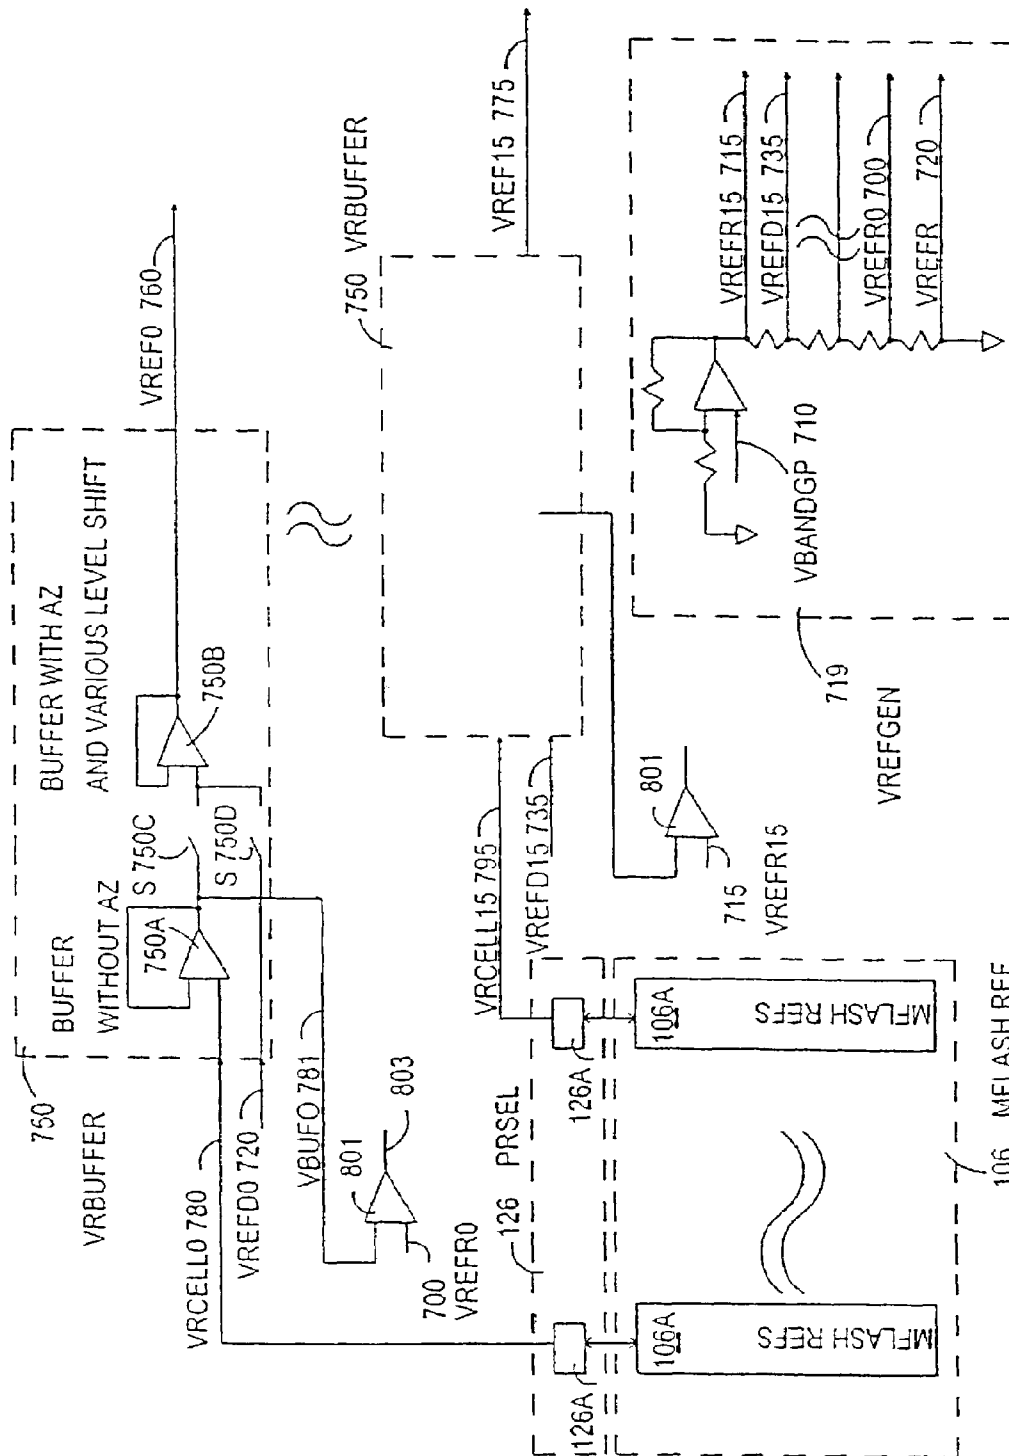 750
VRBUFFER
BUFFER
WITHOUT AZ
750A
S 750C
S 750D
BUFFER WITH AZ
AND VARIOUS LEVEL SHIFT
750B
VREF0 760
VRCELL0 780
VREFD0 720
VBUF0 781
801
803
700
VREFR0
750 VRBUFFER
VREF15 775
VRCELL15 795
VREFD15 735
801
715
VREFR15
126 PRSEL
126A
126A
106A
MFLASH REFS
106A
MFLASH REFS
106 MFLASH REF
719
VREFGEN
VBANDGP 710
VREFR15 715
VREFD15 735
VREFR0 700
VREFR 720